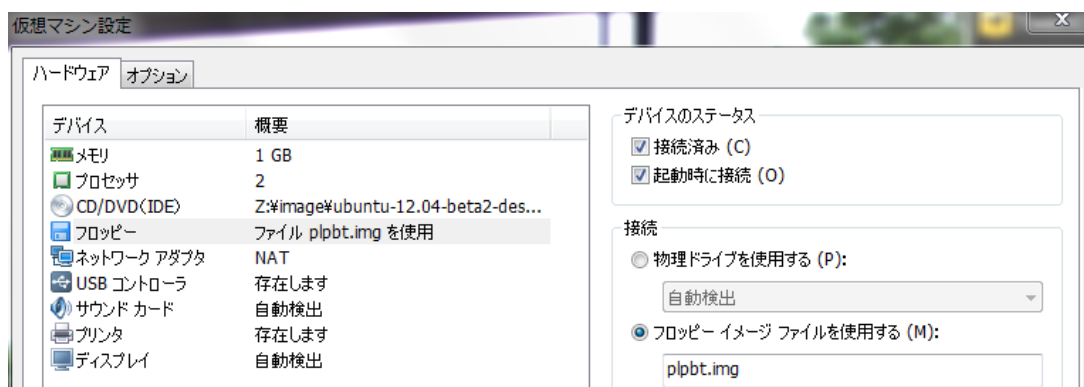 仮想マシン設定
ハードウェア オプション
デバイス 概要
メモリ 1 GB
プロセッサ 2
CD/DVD(IDE) Z:¥image¥ubuntu-12.04-beta2-des...
フロッピー ファイル plpbt.img を使用
ネットワーク アダプタ NAT
USB コントローラ 存在します
サウンド カード 自動検出
プリンタ 存在します
ディスプレイ 自動検出
デバイスのステータス
接続済み (C)
起動時に接続 (O)
接続
物理ドライブを使用する (P):
自動検出
フロッピー イメージ ファイルを使用する (M):
plpbt.img